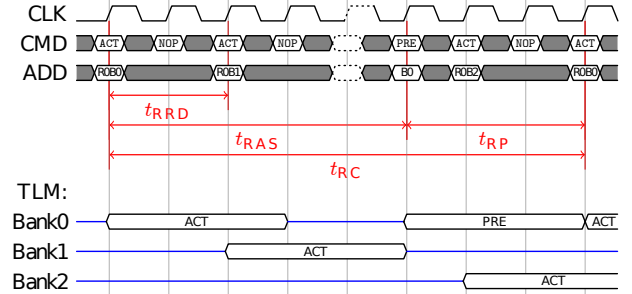 CLK
CMD ACT NOP ACT NOP PRE ACT NOP ACT
ADD R0B0 R0B1 B0 R0B2 R0B0
tRRD
tRAS tRP
tRC
TLM:
Bank0 ACT PRE ACT
Bank1 ACT
Bank2 ACT